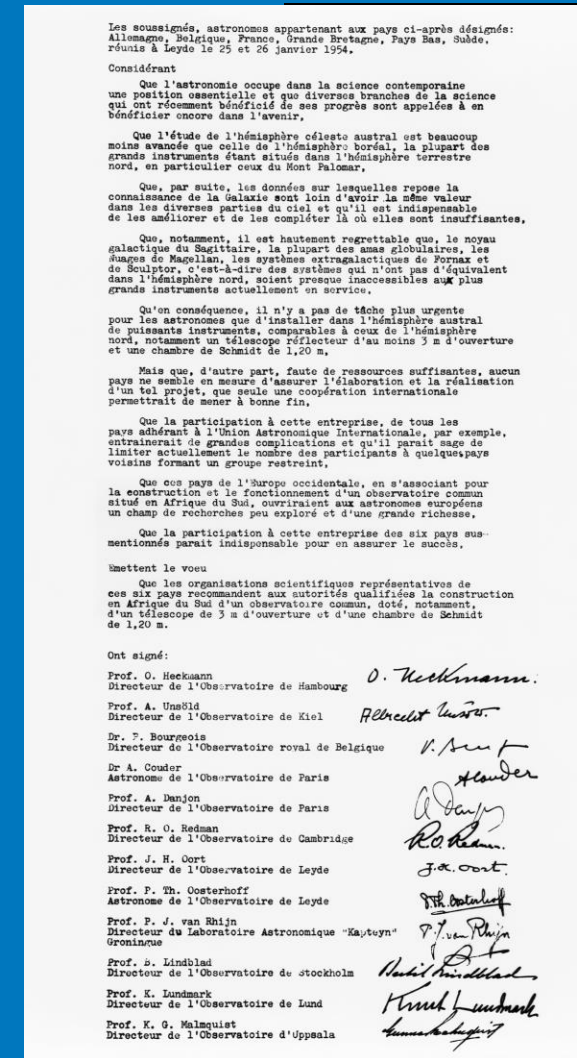 Les soussignés, astronomes appartenant aux pays ci-après désignés:
Allemagne, Belgique, France, Grande Bretagne, Pays Bas, Suède,
réunis à Leyde le 25 et 26 janvier 1954,
Considérant
Que l'astronomie occupe dans la science contemporaine
une position essentielle et que diverses branches de la science
qui ont récemment bénéficié de ses progrès sont appelées à en
bénéficier encore dans l'avenir,
Que l'étude de l'hémisphère céleste austral est beaucoup
moins avancée que celle de l'hémisphère boréal, la plupart des
grands instruments étant situés dans l'hémisphère terrestre
nord, en particulier ceux du Mont Palomar,
Que, par suite, les données sur lesquelles repose la
connaissance de la Galaxie sont loin d'avoir la même valeur
dans les diverses parties du ciel et qu'il est indispensable
de les améliorer et de les compléter là où elles sont insuffisantes,
Que, notamment, il est hautement regrettable que, le noyau
galactique du Sagittaire, la plupart des amas globulaires, les
Nuages de Magellan, les systèmes extragalactiques de Fornax et
de Sculptor, c'est-à-dire des systèmes qui n'ont pas d'équivalent
dans l'hémisphère nord, soient presque inaccessibles aux plus
grands instruments actuellement en service,
Qu'en conséquence, il n'y a pas de tâche plus urgente
pour les astronomes que d'installer dans l'hémisphère austral
de puissants instruments, comparables à ceux de l'hémisphère
nord, notamment un télescope réflecteur d'au moins 3 m d'ouverture
et une chambre de Schmidt de 1,20 m,
Mais que, d'autre part, faute de ressources suffisantes, aucun
pays ne semble en mesure d'assurer l'élaboration et la réalisation
d'un tel projet, que seule une coopération internationale
permettrait de mener à bonne fin,
Que la participation à cette entreprise, de tous les
pays adhérant à l'Union Astronomique Internationale, par exemple,
entrainerait de grandes complications et qu'il parait sage de
limiter actuellement le nombre des participants à quelques pays
voisins formant un groupe restreint,
Que ces pays de l'Europe occidentale, en s'associant pour
la construction et le fonctionnement d'un observatoire commun
situé en Afrique du Sud, ouvriraient aux astronomes européens
un champ de recherches peu exploré et d'une grande richesse,
Que la participation à cette entreprise des six pays sus-
mentionnés parait indispensable pour en assurer le succès,
Emettent le voeu
Que les organisations scientifiques représentatives de
ces six pays recommandent aux autorités qualifiées la construction
en Afrique du Sud d'un observatoire commun, doté, notamment,
d'un télescope de 3 m d'ouverture et d'une chambre de Schmidt
de 1,20 m.
Ont signé:
Prof. O. Heckmann O. Heckmann.
Directeur de l'Observatoire de Hambourg
Prof. A. Unsöld Albrecht Unsöld.
Directeur de l'Observatoire de Kiel
Dr. P. Bourgeois
Directeur de l'Observatoire royal de Belgique
Dr A. Couder ACouder
Astronome de l'Observatoire de Paris
Prof. A. Danjon A Danjon
Directeur de l'Observatoire de Paris
Prof. R. O. Redman R.O. Redman.
Directeur de l'Observatoire de Cambridge
Prof. J. H. Oort J.H. Oort.
Directeur de l'Observatoire de Leyde
Prof. P. Th. Oosterhoff P.Th. Oosterhoff
Astronome de l'Observatoire de Leyde
Prof. P. J. van Rhijn P.J. van Rhijn
Directeur du Laboratoire Astronomique "Kapteyn"
Groningue
Prof. B. Lindblad Bertil Lindblad
Directeur de l'Observatoire de Stockholm
Prof. K. Lundmark Knut Lundmark
Directeur de l'Observatoire de Lund
Prof. K. G. Malmquist
Directeur de l'Observatoire d'Uppsala